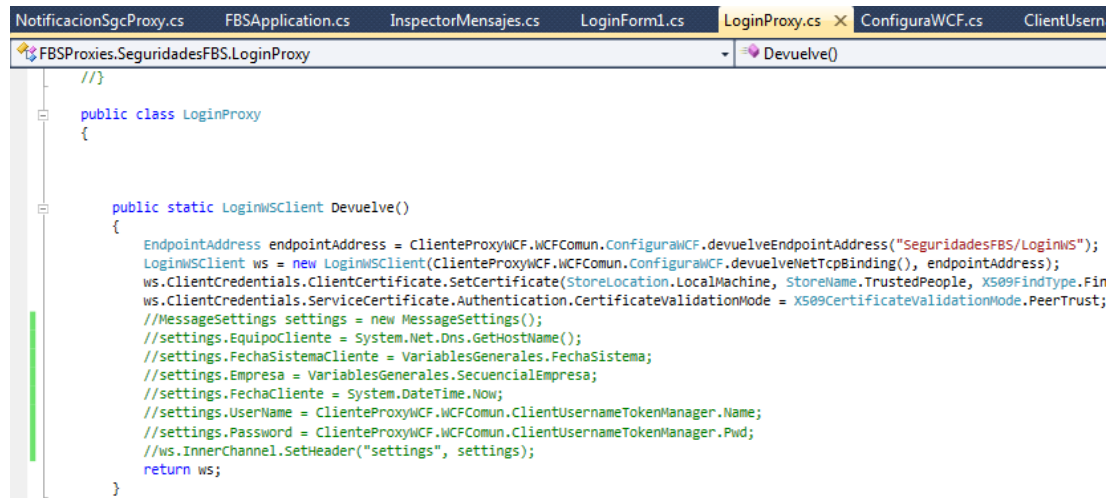 NotificacionSgcProxy.cs FBSApplication.cs InspectorMensajes.cs LoginForm1.cs LoginProxy.cs ConfiguraWCF.cs ClientUsern
FBSProxies.SeguridadesFBS.LoginProxy Devuelve()
//}
public class LoginProxy
{
public static LoginWSClient Devuelve()
{
EndpointAddress endpointAddress = ClienteProxyWCF.WCFComun.ConfiguraWCF.devuelveEndpointAddress("SeguridadesFBS/LoginWS");
LoginWSClient ws = new LoginWSClient(ClienteProxyWCF.WCFComun.ConfiguraWCF.devuelveNetTcpBinding(), endpointAddress);
ws.ClientCredentials.ClientCertificate.SetCertificate(StoreLocation.LocalMachine, StoreName.TrustedPeople, X509FindType.Fin
ws.ClientCredentials.ServiceCertificate.Authentication.CertificateValidationMode = X509CertificateValidationMode.PeerTrust;
//MessageSettings settings = new MessageSettings();
//settings.EquipoCliente = System.Net.Dns.GetHostName();
//settings.FechaSistemaCliente = VariablesGenerales.FechaSistema;
//settings.Empresa = VariablesGenerales.SecuencialEmpresa;
//settings.FechaCliente = System.DateTime.Now;
//settings.UserName = ClienteProxyWCF.WCFComun.ClientUsernameTokenManager.Name;
//settings.Password = ClienteProxyWCF.WCFComun.ClientUsernameTokenManager.Pwd;
//ws.InnerChannel.SetHeader("settings", settings);
return ws;
}